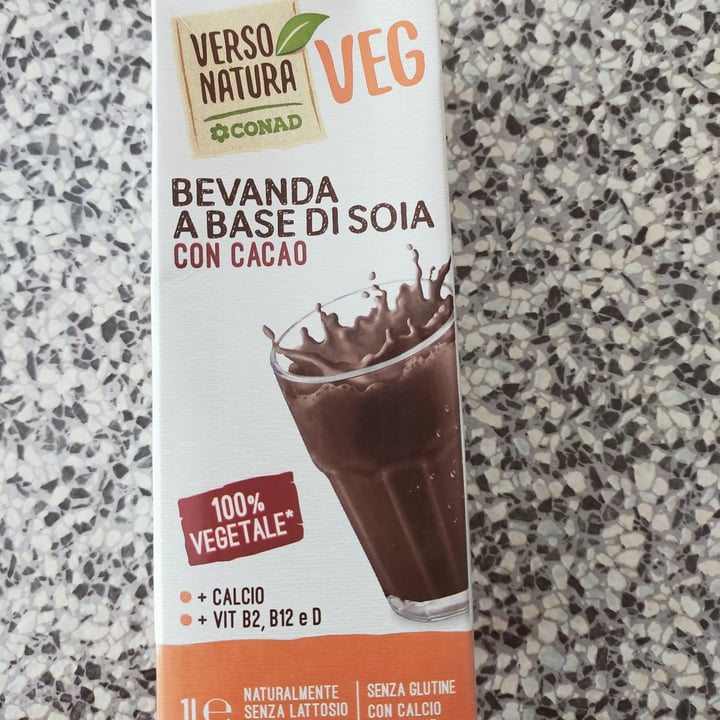 VERSO
NATURA
CONAD
VEG
BEVANDA
A BASE DI SOIA
CON CACAO
100%
VEGETALE*
+ CALCIO
+ VIT B2, B12 e D
1L e
NATURALMENTE
SENZA LATTOSIO
SENZA GLUTINE
CON CALCIO